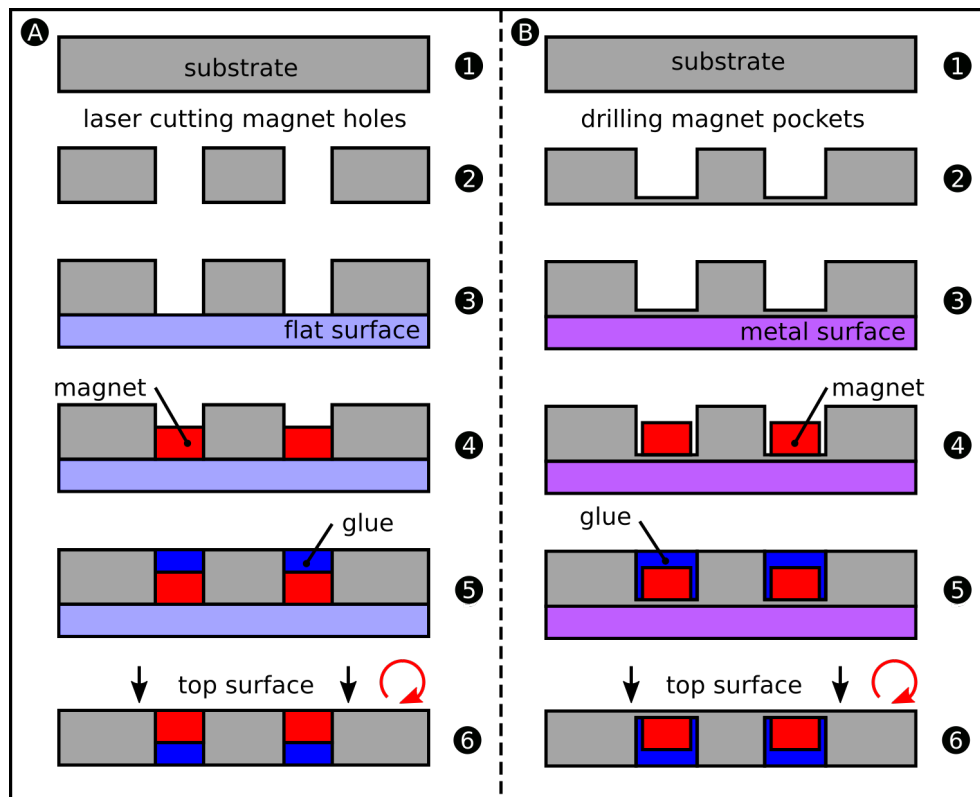 A
substrate
1
laser cutting magnet holes
2
3
flat surface
magnet
4
glue
5
top surface
6
B
substrate
1
drilling magnet pockets
2
3
metal surface
magnet
4
glue
5
top surface
6